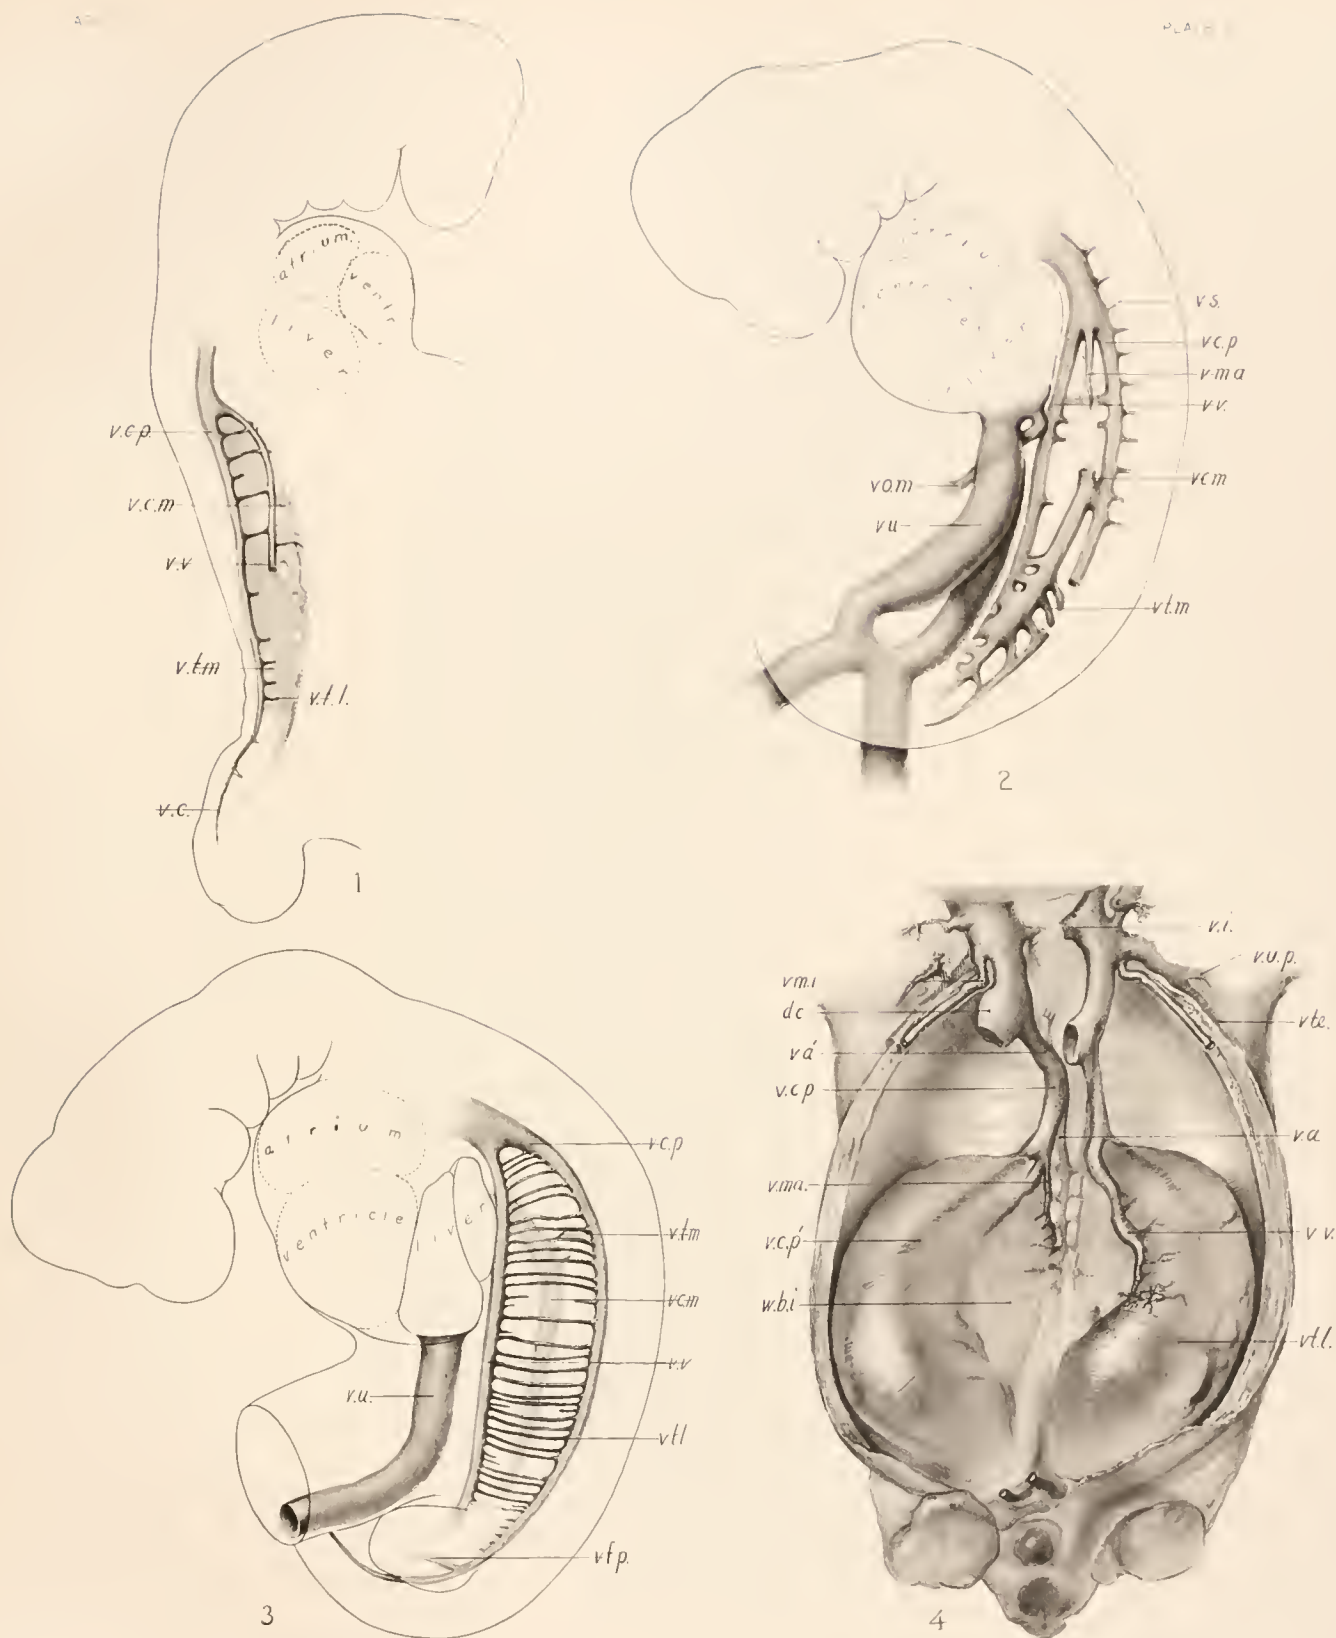 atrium
ventr
liver
v.c.p.
v.c.m
v.v
v.t.m
v.t.l.
v.c.
1
v.s.
v.c.p
v.m.a
v.v.
v.c.m
v.o.m
v.u
v.t.m
2
atrium
ventricle
liver
v.c.p
v.t.m
v.c.m
v.v
v.u.
v.t.l
v.t.p.
3
v.i.
v.u.p.
v.m.i
d.c
v.te.
v.á
v.c.p
v.a
v.ma.
v.c.ṕ
v.v.
w.b.i
v.t.l.
4